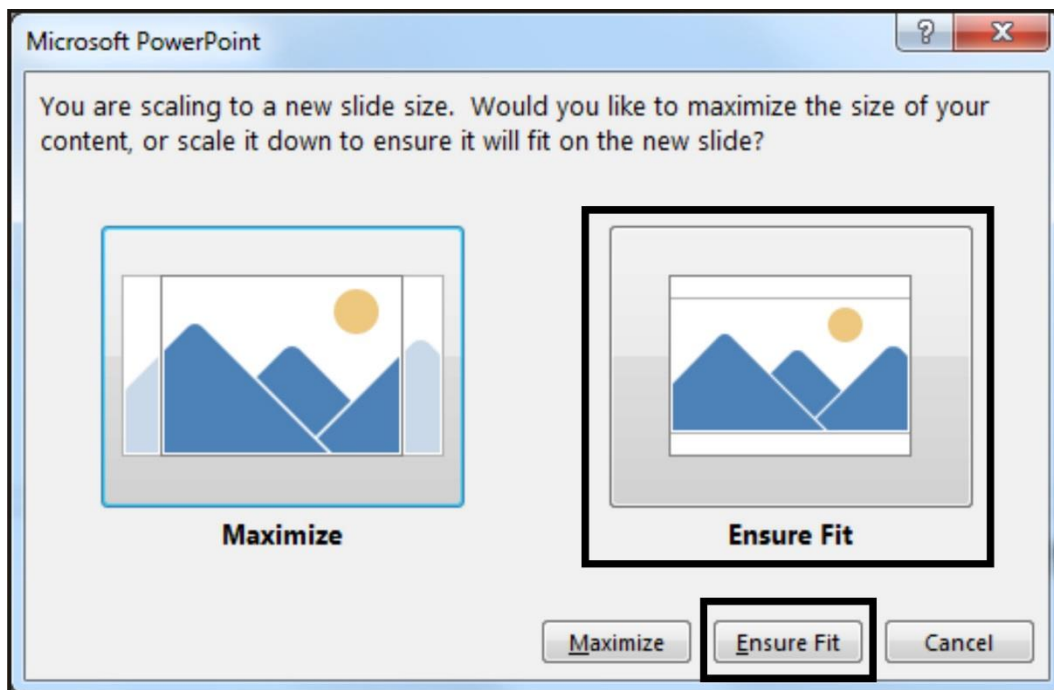 Microsoft PowerPoint
You are scaling to a new slide size.  Would you like to maximize the size of your
content, or scale it down to ensure it will fit on the new slide?
Maximize
Ensure Fit
Maximize
Ensure Fit
Cancel